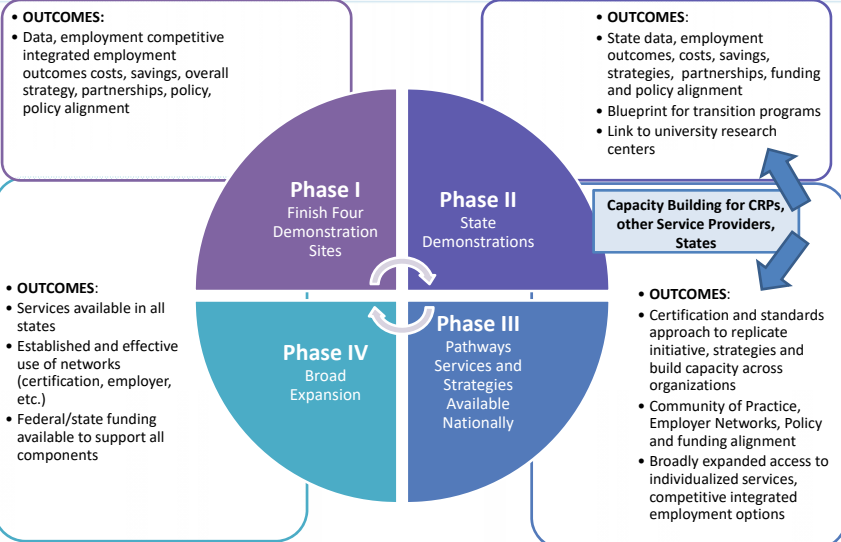 • OUTCOMES:
• Data, employment competitive
integrated employment
outcomes costs, savings, overall
strategy, partnerships, policy,
policy alignment
• OUTCOMES:
• State data, employment
outcomes, costs, savings,
strategies, partnerships, funding
and policy alignment
• Blueprint for transition programs
• Link to university research
centers
Phase I
Finish Four
Demonstration
Sites
Phase II
State
Demonstrations
Capacity Building for CRPs,
other Service Providers,
States
• OUTCOMES:
• Services available in all
states
• Established and effective
use of networks
(certification, employer,
etc.)
• Federal/state funding
available to support all
components
Phase IV
Broad
Expansion
Phase III
Pathways
Services and
Strategies
Available
Nationally
• OUTCOMES:
• Certification and standards
approach to replicate
initiative, strategies and
build capacity across
organizations
• Community of Practice,
Employer Networks, Policy
and funding alignment
• Broadly expanded access to
individualized services,
competitive integrated
employment options